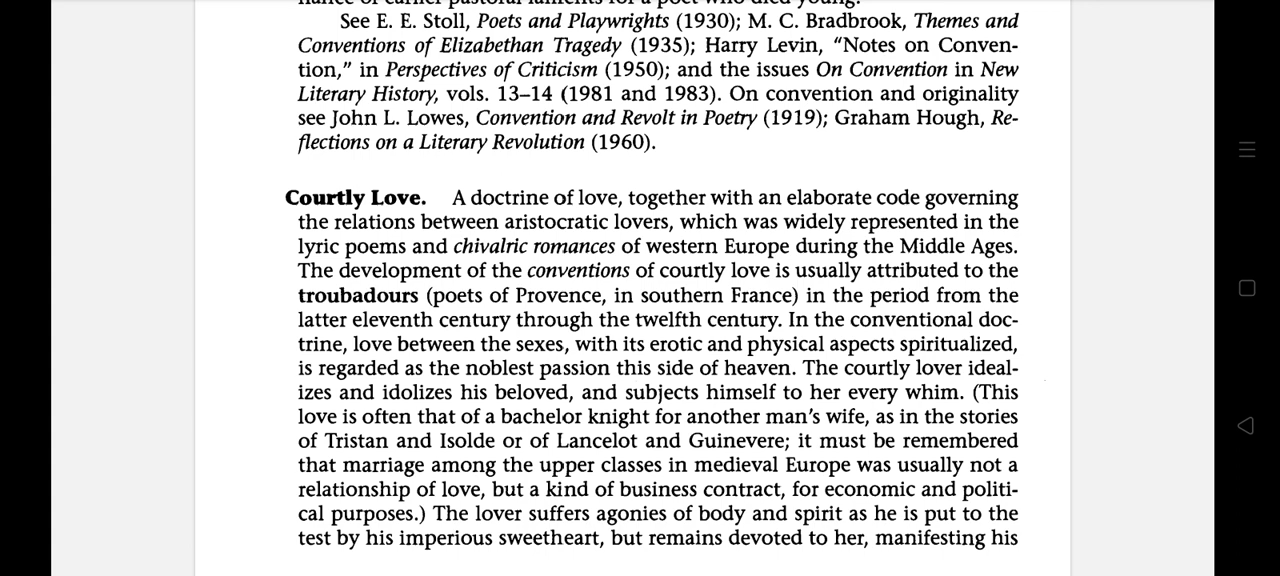 nance of earlier pastoral laments for a poet who died young.
See E. E. Stoll, Poets and Playwrights (1930); M. C. Bradbrook, Themes and
Conventions of Elizabethan Tragedy (1935); Harry Levin, “Notes on Conven-
tion,” in Perspectives of Criticism (1950); and the issues On Convention in New
Literary History, vols. 13–14 (1981 and 1983). On convention and originality
see John L. Lowes, Convention and Revolt in Poetry (1919); Graham Hough, Re-
flections on a Literary Revolution (1960).
Courtly Love. A doctrine of love, together with an elaborate code governing
the relations between aristocratic lovers, which was widely represented in the
lyric poems and chivalric romances of western Europe during the Middle Ages.
The development of the conventions of courtly love is usually attributed to the
troubadours (poets of Provence, in southern France) in the period from the
latter eleventh century through the twelfth century. In the conventional doc-
trine, love between the sexes, with its erotic and physical aspects spiritualized,
is regarded as the noblest passion this side of heaven. The courtly lover ideal-
izes and idolizes his beloved, and subjects himself to her every whim. (This
love is often that of a bachelor knight for another man’s wife, as in the stories
of Tristan and Isolde or of Lancelot and Guinevere; it must be remembered
that marriage among the upper classes in medieval Europe was usually not a
relationship of love, but a kind of business contract, for economic and politi-
cal purposes.) The lover suffers agonies of body and spirit as he is put to the
test by his imperious sweetheart, but remains devoted to her, manifesting his